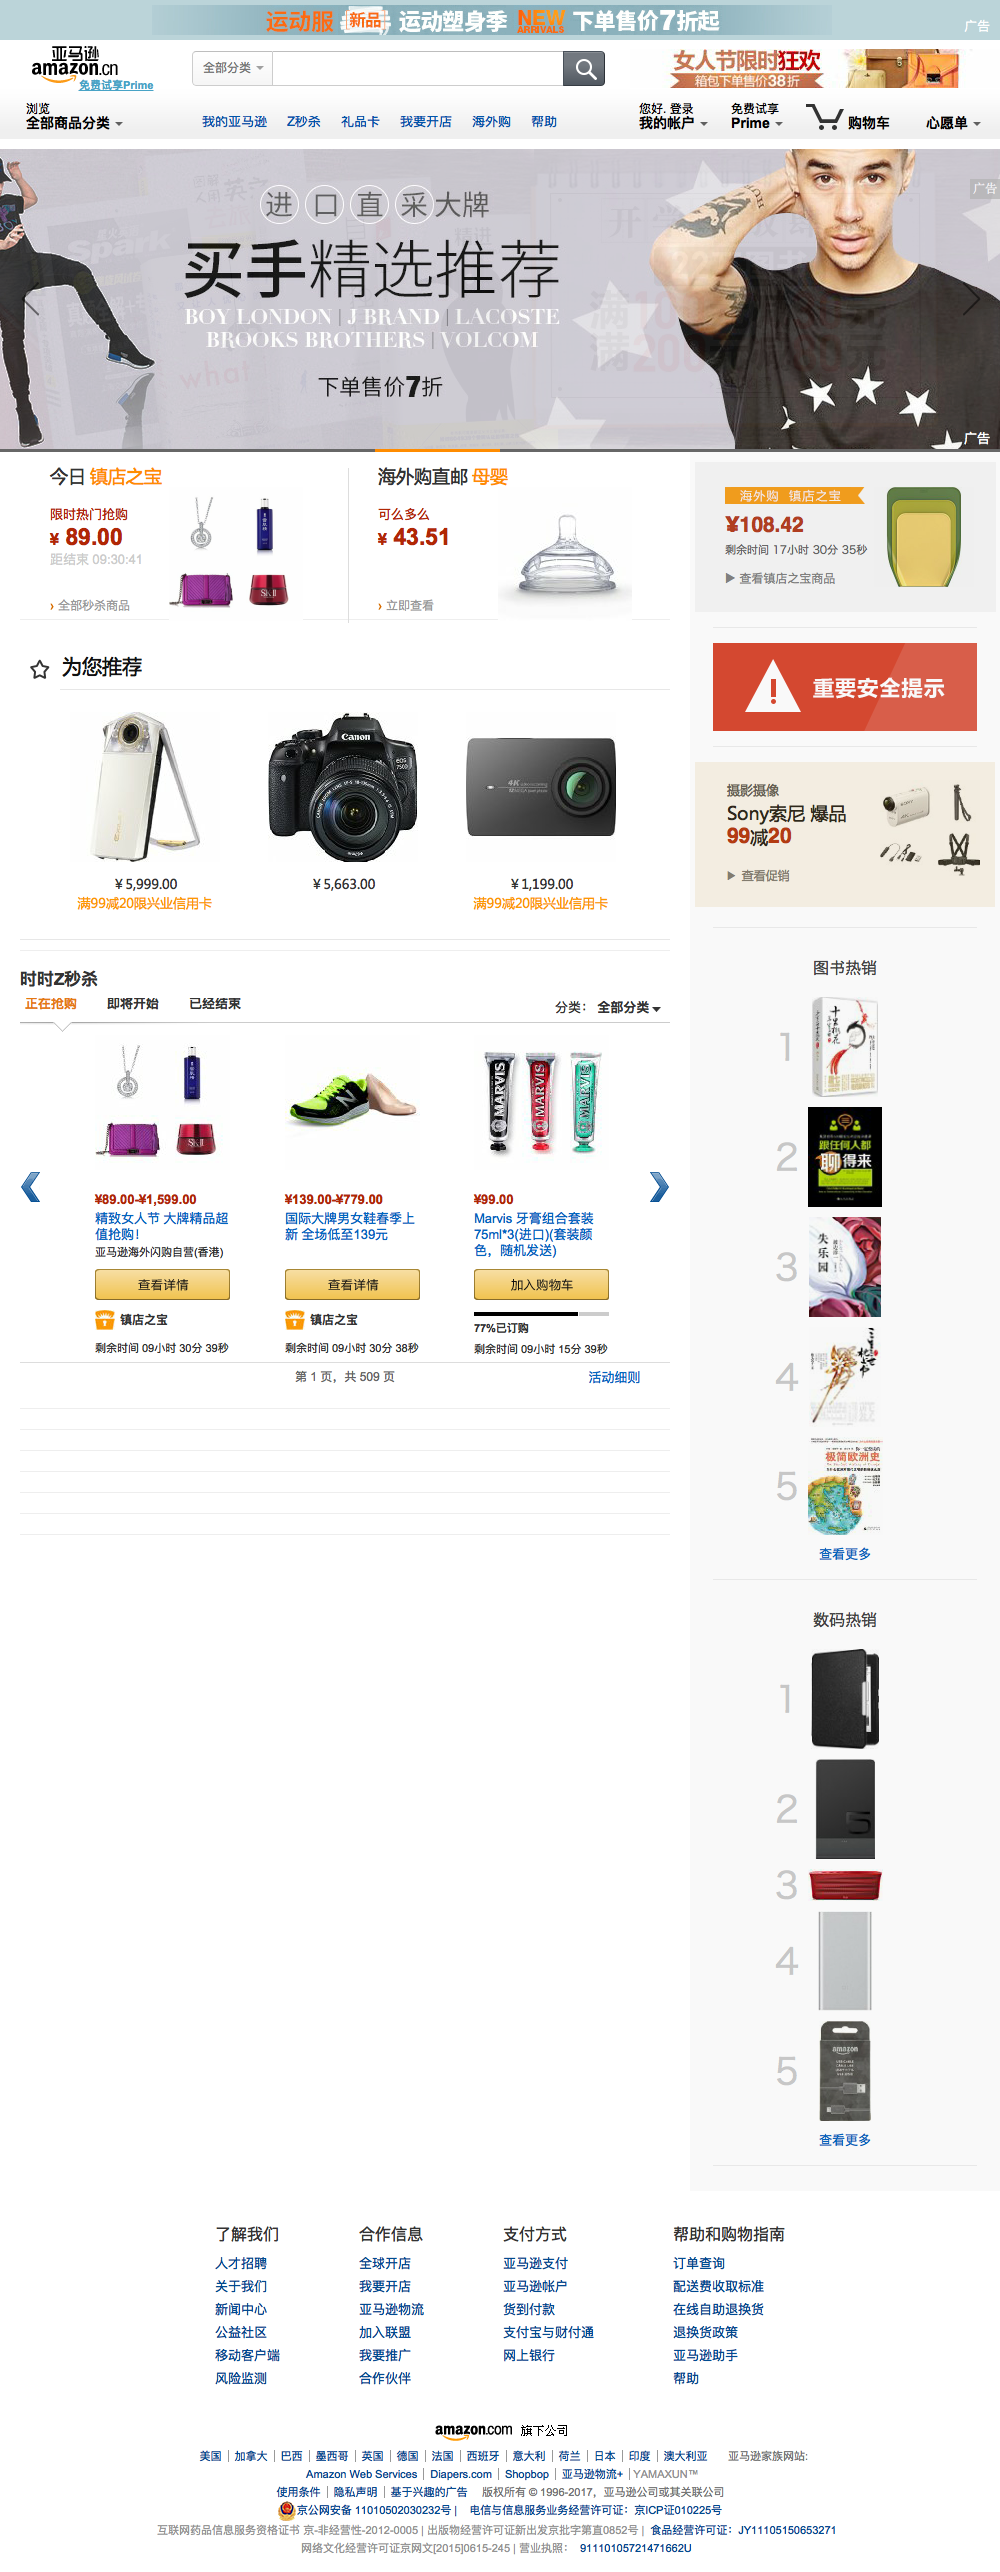 运动服 新品 运动塑身季 NEW ARRIVALS 下单售价7折起
广告
亚马逊
amazon.cn
免费试享Prime
全部分类
女人节限时狂欢
箱包下单售价38折
浏览
全部商品分类
我的亚马逊 Z秒杀 礼品卡 我要开店 海外购 帮助
您好. 登录
我的帐户
免费试享
Prime
购物车
心愿单
广告
进口直采大牌
买手精选推荐
BOY LONDON | J BRAND | LACOSTE
BROOKS BROTHERS | VOLCOM
下单售价7折
广告
今日 镇店之宝
限时热门抢购
¥ 89.00
距结束 09:30:41
› 全部秒杀商品
海外购直邮 母婴
可么多么
¥ 43.51
› 立即查看
海外购 镇店之宝
¥108.42
剩余时间 17小时 30分 35秒
▶ 查看镇店之宝商品
重要安全提示
为您推荐
Canon
EOS
750D
4K
¥ 5,999.00
满99减20限兴业信用卡
¥ 5,663.00
¥ 1,199.00
满99减20限兴业信用卡
摄影摄像
Sony索尼 爆品
99减20
▶ 查看促销
时时Z秒杀
正在抢购 即将开始 已经结束
分类： 全部分类
SK-II
MARVIS MARVIS MARVIS
¥89.00-¥1,599.00
精致女人节 大牌精品超
值抢购！
亚马逊海外闪购自营(香港)
查看详情
镇店之宝
剩余时间 09小时 30分 39秒
¥139.00-¥779.00
国际大牌男女鞋春季上
新 全场低至139元
查看详情
镇店之宝
剩余时间 09小时 30分 38秒
¥99.00
Marvis 牙膏组合套装
75ml*3(进口)(套装颜
色，随机发送)
加入购物车
77%已订购
剩余时间 09小时 15分 39秒
第 1 页，共 509 页
活动细则
图书热销
1
2
跟任何人都
聊得来
3
失乐园
4
5
极简欧洲史
查看更多
数码热销
1
2
3
4
5
amazon
查看更多
了解我们
人才招聘
关于我们
新闻中心
公益社区
移动客户端
风险监测
合作信息
全球开店
我要开店
亚马逊物流
加入联盟
我要推广
合作伙伴
支付方式
亚马逊支付
亚马逊帐户
货到付款
支付宝与财付通
网上银行
帮助和购物指南
订单查询
配送费收取标准
在线自助退换货
退换货政策
亚马逊助手
帮助
amazon.com 旗下公司
美国 | 加拿大 | 巴西 | 墨西哥 | 英国 | 德国 | 法国 | 西班牙 | 意大利 | 荷兰 | 日本 | 印度 | 澳大利亚 亚马逊家族网站:
Amazon Web Services | Diapers.com | Shopbop | 亚马逊物流+ | YAMAXUN™
使用条件 | 隐私声明 | 基于兴趣的广告 版权所有 © 1996-2017，亚马逊公司或其关联公司
京公网安备 11010502030232号 | 电信与信息服务业务经营许可证：京ICP证010225号
互联网药品信息服务资格证书 京-非经营性-2012-0005 | 出版物经营许可证新出发京批字第直0852号 | 食品经营许可证：JY11105150653271
网络文化经营许可证京网文[2015]0615-245 | 营业执照： 91110105721471662U